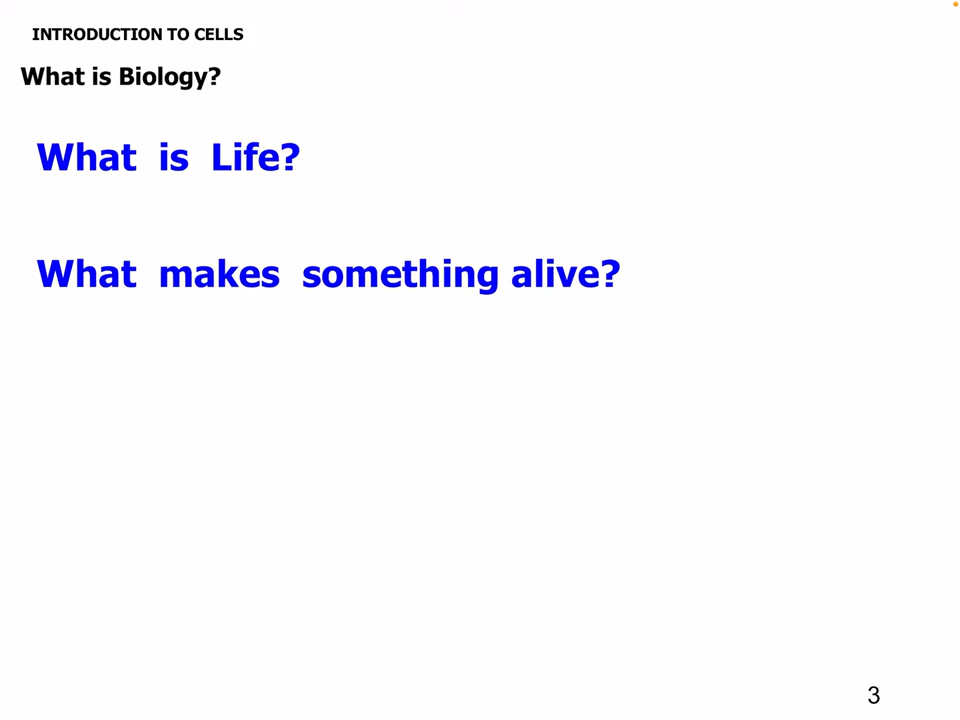 INTRODUCTION TO CELLS
What is Biology?
What is Life?
What makes something alive?
3